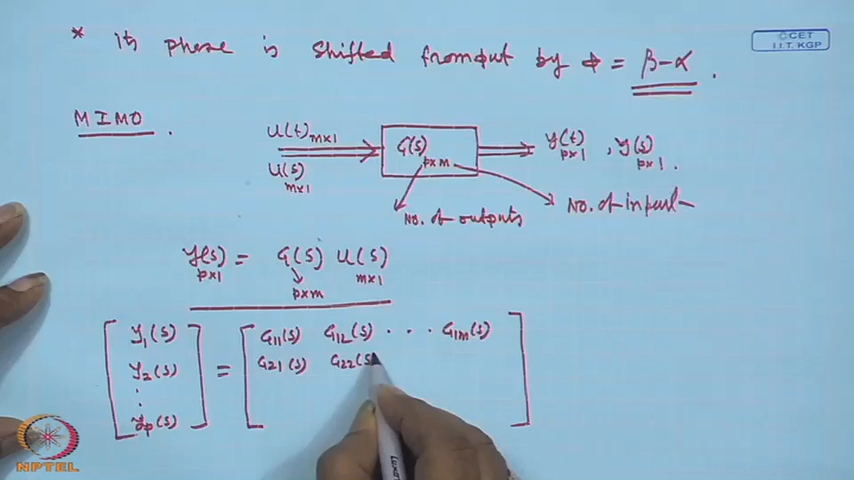 * its phase is shifted from input by Φ = β-α .
©CET
I.I.T. KGP
MIMO .
U(t) m×1
U(s) m×1
G(s) p×m
y(t) p×1 , y(s) p×1 .
No. of outputs
No. of input
y(s) p×1 = G(s) U(s) m×1
p×m
y1(s)
y2(s)
:
yp(s)
=
G11(s) G12(s) . . . G1m(s)
G21(s) G22(s
NPTEL